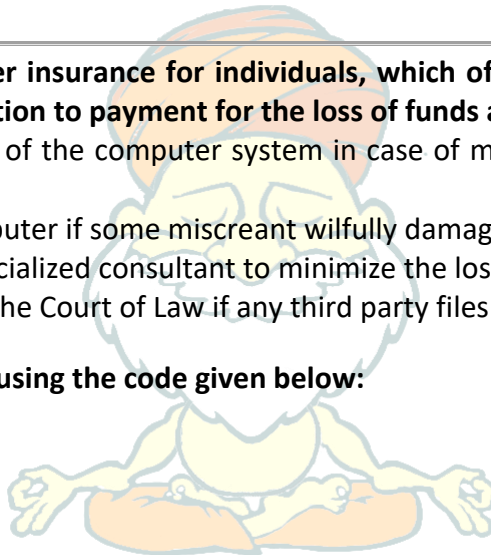 er insurance for individuals, which of
tion to payment for the loss of funds a
of the computer system in case of m
puter if some miscreant wilfully damag
cialized consultant to minimize the los
he Court of Law if any third party files
using the code given below: